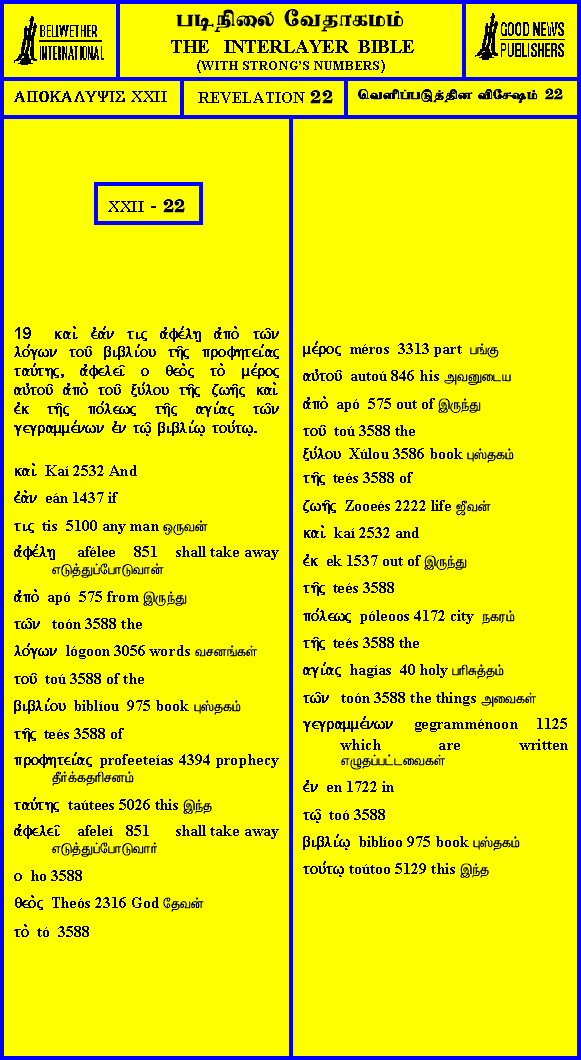 BELLWETHER
INTERNATIONAL
படிநிலை வேதாகமம்
THE INTERLAYER BIBLE
(WITH STRONG'S NUMBERS)
GOOD NEWS
PUBLISHERS
ΑΠΟΚΑΛΥΨΙΣ XXII
REVELATION 22
வெளிப்படுத்தின விசேஷம் 22
XXII - 22
19 καὶ ἐάν τις ἀφέλῃ ἀπὸ τῶν
λόγων τοῦ βιβλίου τῆς προφητείας
ταύτης, ἀφελεῖ ο θεὸς τὸ μέρος
αὐτοῦ ἀπὸ τοῦ ξύλου τῆς ζωῆς καὶ
ἐκ τῆς πόλεως τῆς αγίας τῶν
γεγραμμένων ἐν τῷ βιβλίῳ τούτῳ.
καὶ Kaí 2532 And
ἐὰν eán 1437 if
τις tis 5100 any man ஒருவன்
ἀφέλῃ afélee 851 shall take away
எடுத்துப்போடுவான்
ἀπὸ apó 575 from இருந்து
τῶν toón 3588 the
λόγων lógoon 3056 words வசனங்கள்
τοῦ toú 3588 of the
βιβλίου biblíou 975 book புஸ்தகம்
τῆς teés 3588 of
προφητείας profeeteías 4394 prophecy
தீர்க்கதரிசனம்
ταύτης taútees 5026 this இந்த
ἀφελεῖ afeleí 851 shall take away
எடுத்துப்போடுவார்
ο ho 3588
θεὸς Theós 2316 God தேவன்
τὸ tó 3588
μέρος méros 3313 part பங்கு
αὐτοῦ autoú 846 his அவனுடைய
ἀπὸ apó 575 out of இருந்து
τοῦ toú 3588 the
ξύλου Xúlou 3586 book புஸ்தகம்
τῆς teés 3588 of
ζωῆς Zooeés 2222 life ஜீவன்
καὶ kaí 2532 and
ἐκ ek 1537 out of இருந்து
τῆς teés 3588
πόλεως póleoos 4172 city நகரம்
τῆς teés 3588 the
αγίας hagías 40 holy பரிசுத்தம்
τῶν toón 3588 the things அவைகள்
γεγραμμένων gegramménoon 1125
which are written
எழுதப்பட்டவைகள்
ἐν en 1722 in
τῷ toó 3588
βιβλίῳ biblíoo 975 book புஸ்தகம்
τούτῳ toútoo 5129 this இந்த